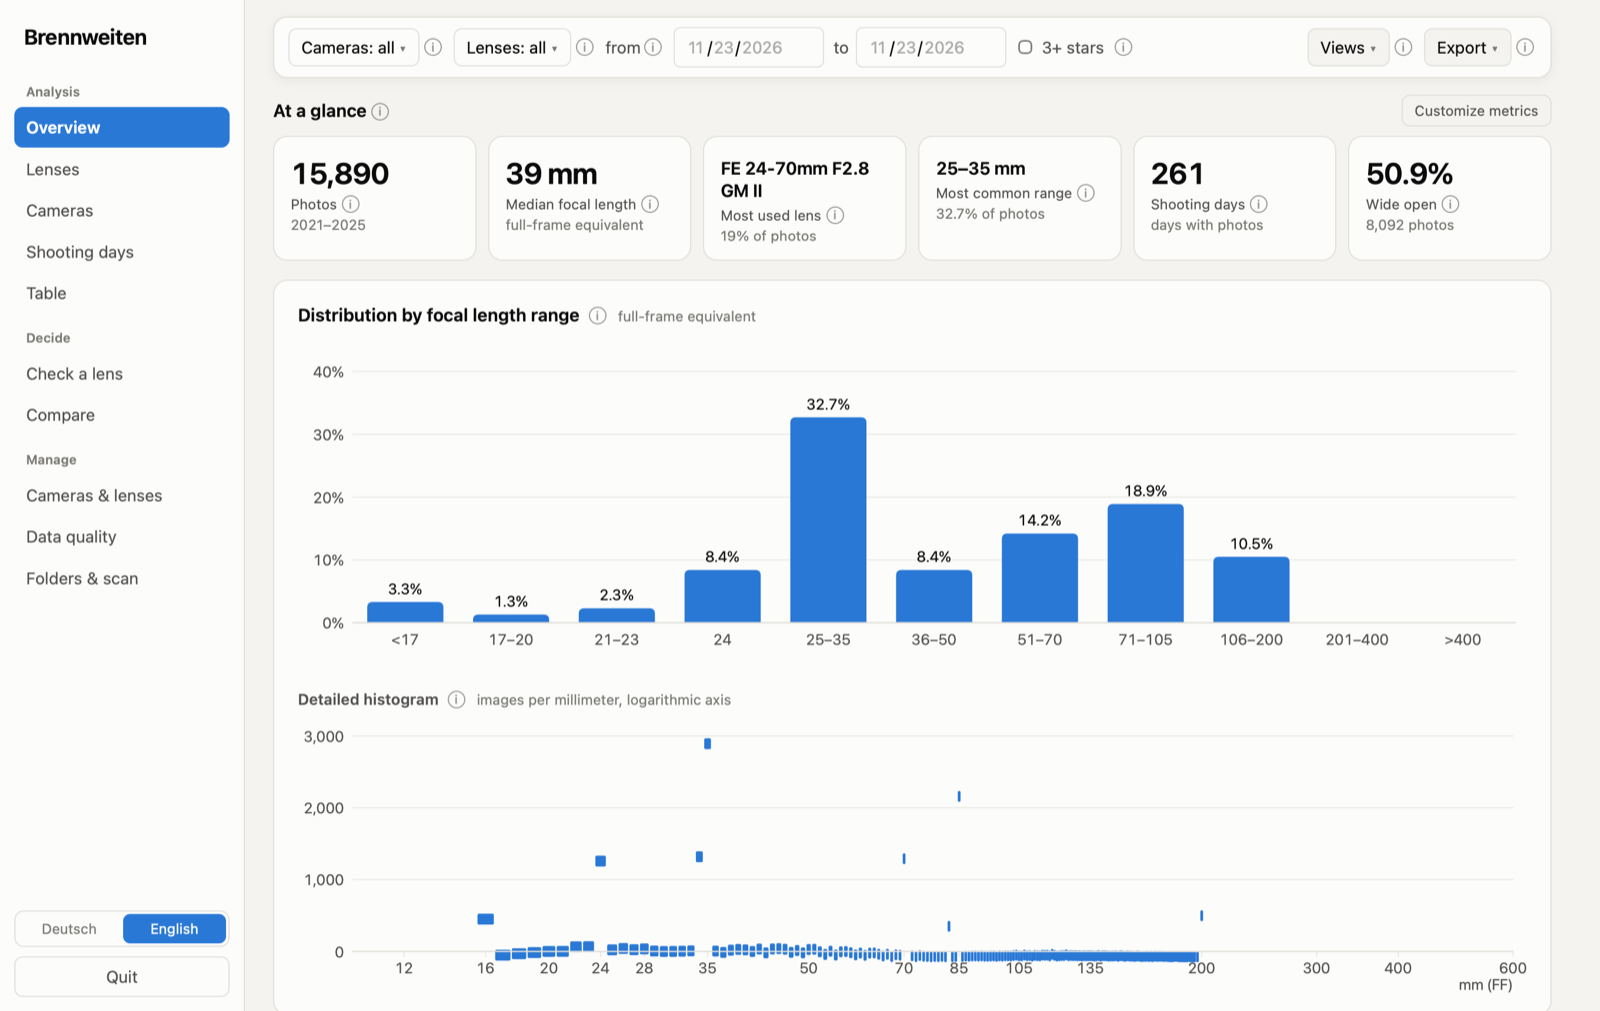 Brennweiten
Analysis
Overview
Lenses
Cameras
Shooting days
Table
Decide
Check a lens
Compare
Manage
Cameras & lenses
Data quality
Folders & scan
Deutsch English
Quit
Cameras: all Lenses: all from 11/23/2026 to 11/23/2026 3+ stars Views Export
At a glance Customize metrics
15,890
Photos
2021–2025
39 mm
Median focal length
full-frame equivalent
FE 24-70mm F2.8
GM II
Most used lens
19% of photos
25–35 mm
Most common range
32.7% of photos
261
Shooting days
days with photos
50.9%
Wide open
8,092 photos
Distribution by focal length range full-frame equivalent
40%
30%
20%
10%
0%
3.3% 1.3% 2.3% 8.4% 32.7% 8.4% 14.2% 18.9% 10.5%
<17 17–20 21–23 24 25–35 36–50 51–70 71–105 106–200 201–400 >400
Detailed histogram images per millimeter, logarithmic axis
3,000
2,000
1,000
0
12 16 20 24 28 35 50 70 85 105 135 200 300 400 600
mm (FF)